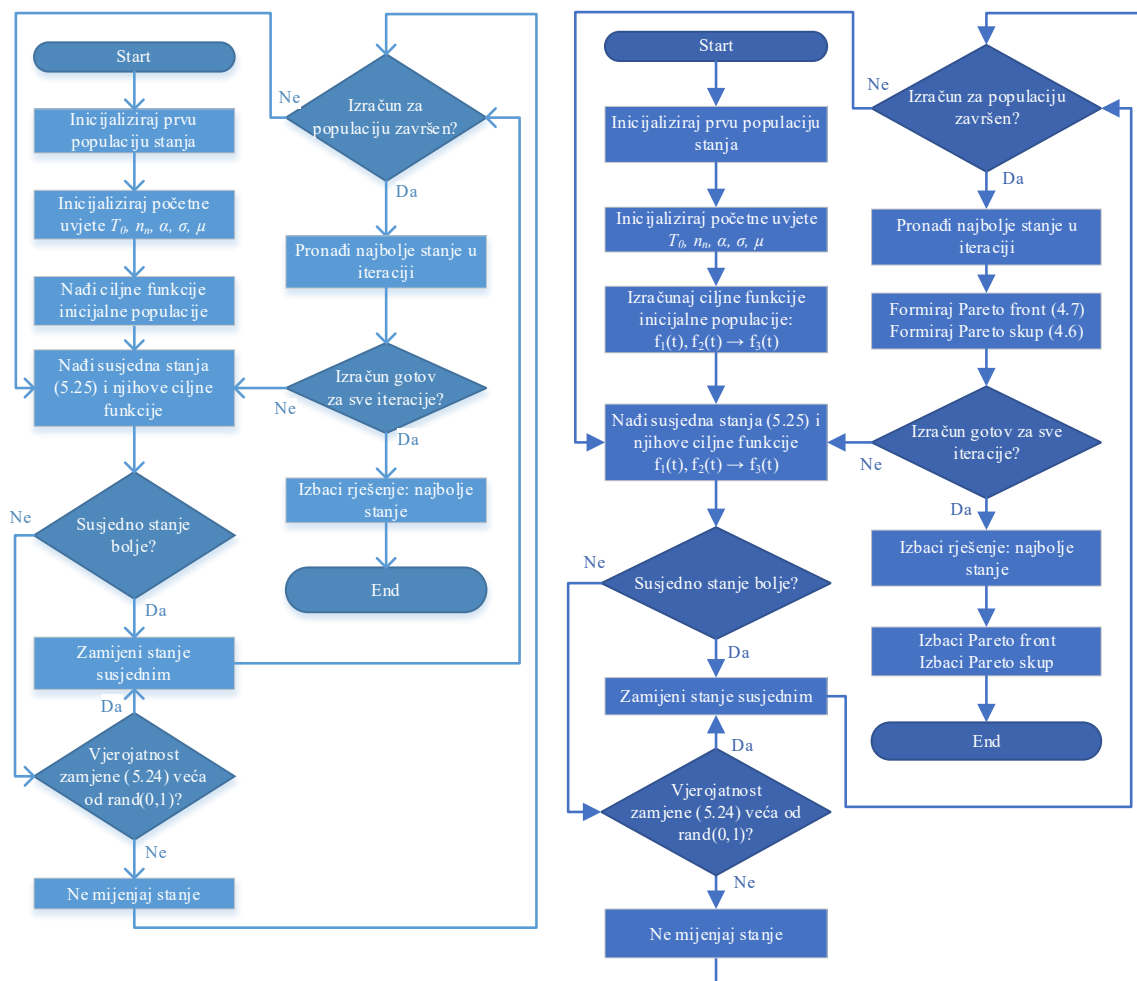 Start
Inicijaliziraj prvu
populaciju stanja
Inicijaliziraj početne
uvjete T₀, nₙ, α, σ, μ
Nađi ciljne funkcije
inicijalne populacije
Nađi susjedna stanja
(5.25) i njihove ciljne
funkcije
Susjedno stanje
bolje?
Ne
Da
Zamijeni stanje
susjednim
Da
Vjerojatnost
zamjene (5.24) veća
od rand(0,1)?
Ne
Ne mijenjaj stanje
Ne
Izračun za
populaciju završen?
Da
Pronađi najbolje stanje u
iteraciji
Izračun gotov
za sve iteracije?
Ne
Da
Izbaci rješenje: najbolje
stanje
End
Start
Inicijaliziraj prvu populaciju
stanja
Inicijaliziraj početne uvjete
T₀, nₙ, α, σ, μ
Izračunaj ciljne funkcije
inicijalne populacije:
f₁(t), f₂(t) → f₃(t)
Nađi susjedna stanja (5.25) i
njihove ciljne funkcije
f₁(t), f₂(t) → f₃(t)
Ne
Susjedno stanje bolje?
Da
Zamijeni stanje susjednim
Da
Vjerojatnost
zamjene (5.24) veća od
rand(0,1)?
Ne
Ne mijenjaj stanje
Ne
Izračun za populaciju
završen?
Da
Pronađi najbolje stanje u
iteraciji
Formiraj Pareto front (4.7)
Formiraj Pareto skup (4.6)
Izračun gotov za sve
iteracije?
Ne
Da
Izbaci rješenje: najbolje
stanje
Izbaci Pareto front
Izbaci Pareto skup
End